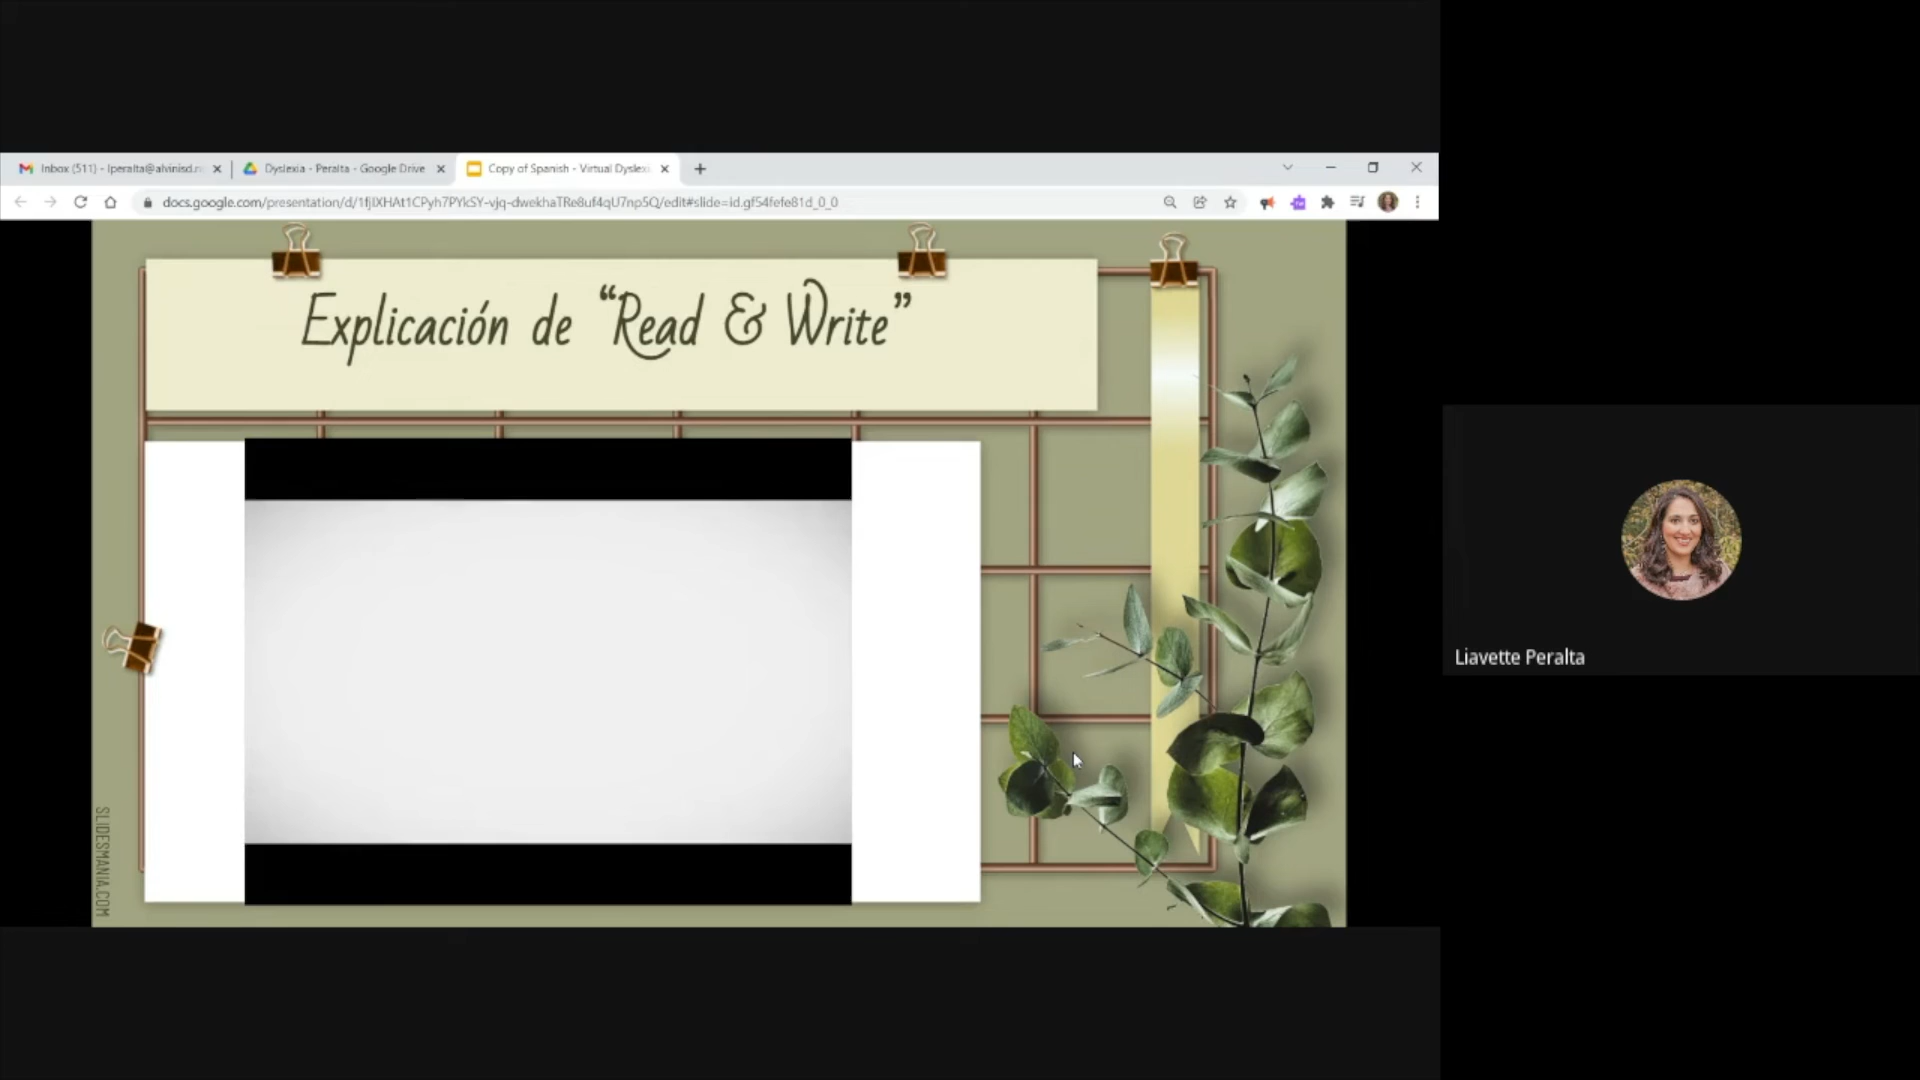 Inbox (511) - lperalta@alvinisd.n
Dyslexia - Peralta - Google Drive
Copy of Spanish - Virtual Dyslexi
docs.google.com/presentation/d/1fJIXHAt1CPyh7PYkSY-vjq-dwekhaTRe8uf4qU7np5Q/edit#slide=id.gf54fefe81d_0_0
Explicación de “Read & Write”
SLIDESMANIA.COM
Liavette Peralta